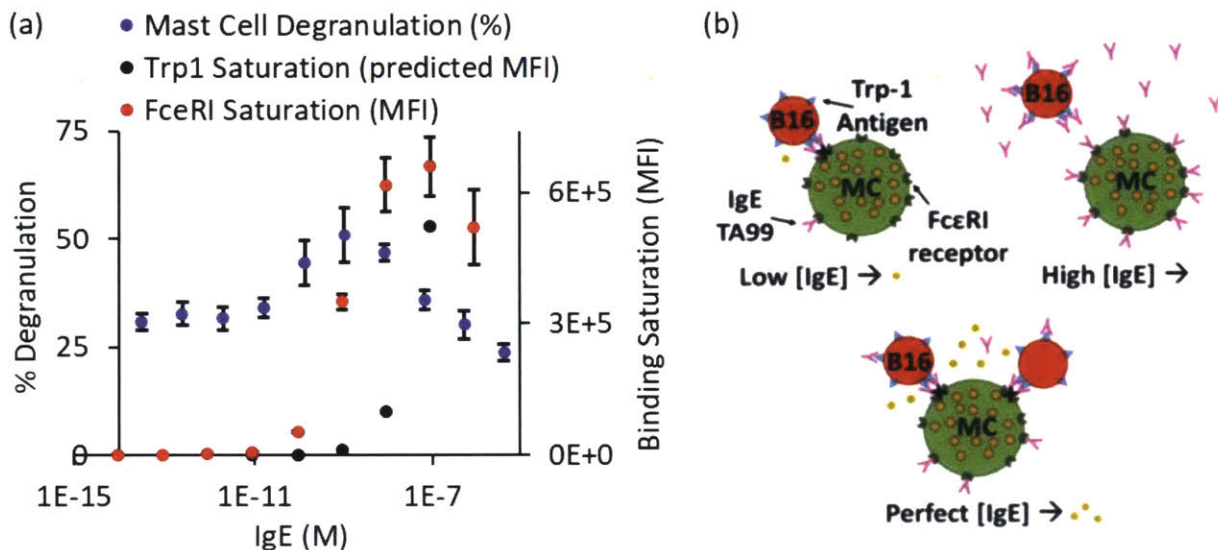 (a)
Mast Cell Degranulation (%)
Trp1 Saturation (predicted MFI)
FceRI Saturation (MFI)
75
50
25
0
% Degranulation
6E+5
3E+5
0E+0
Binding Saturation (MFI)
1E-15
1E-11
1E-7
IgE (M)
(b)
B16
Trp-1
Antigen
MC
IgE
TA99
FcεRI
receptor
Low [IgE] →
B16
MC
High [IgE] →
B16
MC
Perfect [IgE] →